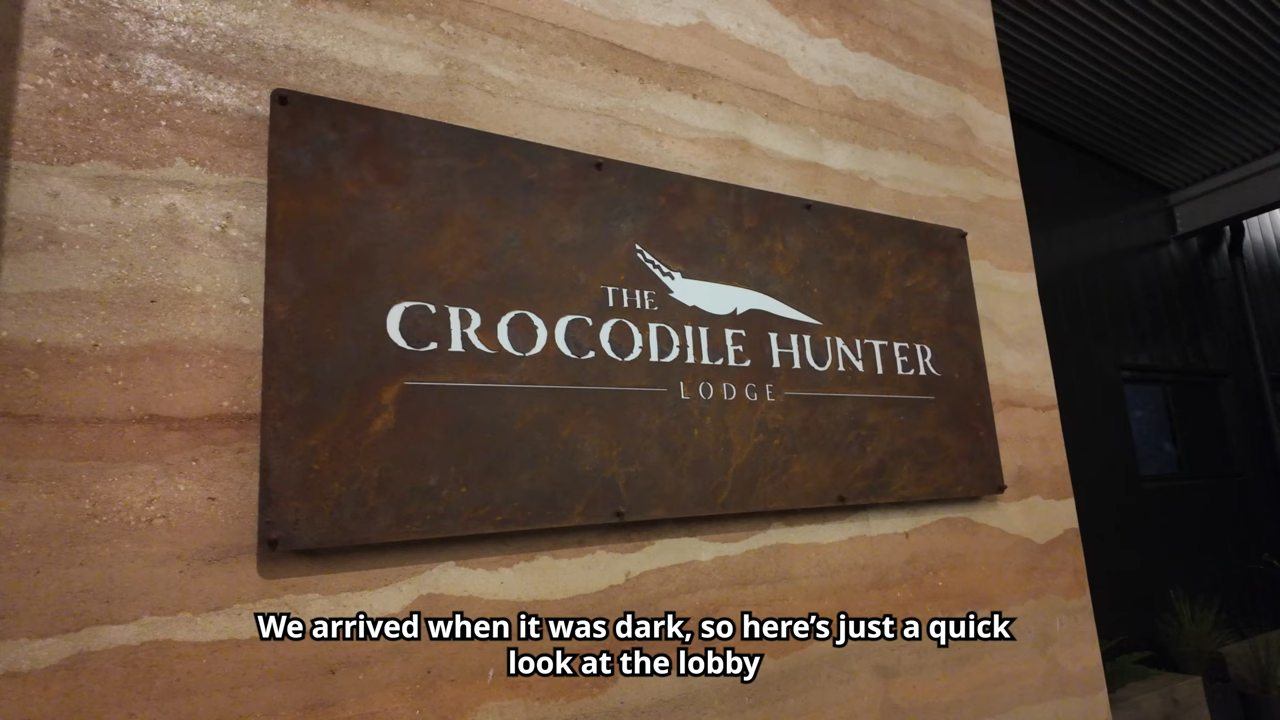 THE
CROCODILE HUNTER
LODGE
We arrived when it was dark, so here’s just a quick
look at the lobby